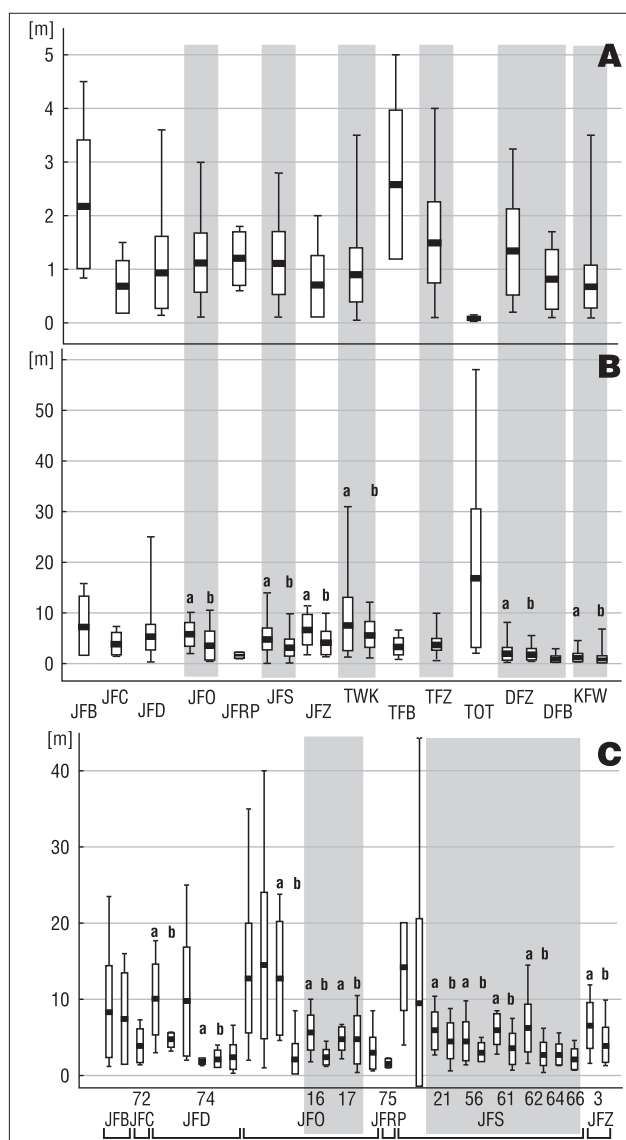 [m]
A
5
4
3
2
1
0
[m]
B
50
40
30
20
10
0
a b
a b
a b
a b
a b
a b
JFB JFC JFD JFO JFRP JFS JFZ TWK TFB TFZ TOT DFZ DFB KFW
[m]
C
40
30
20
10
0
a b
a b
a b
a b
a b
a b
a b
a b
a b
a b
72 74 16 17 75 21 56 61 62 64 66 3
JFB JFC JFD JFO JFRP JFS JFZ